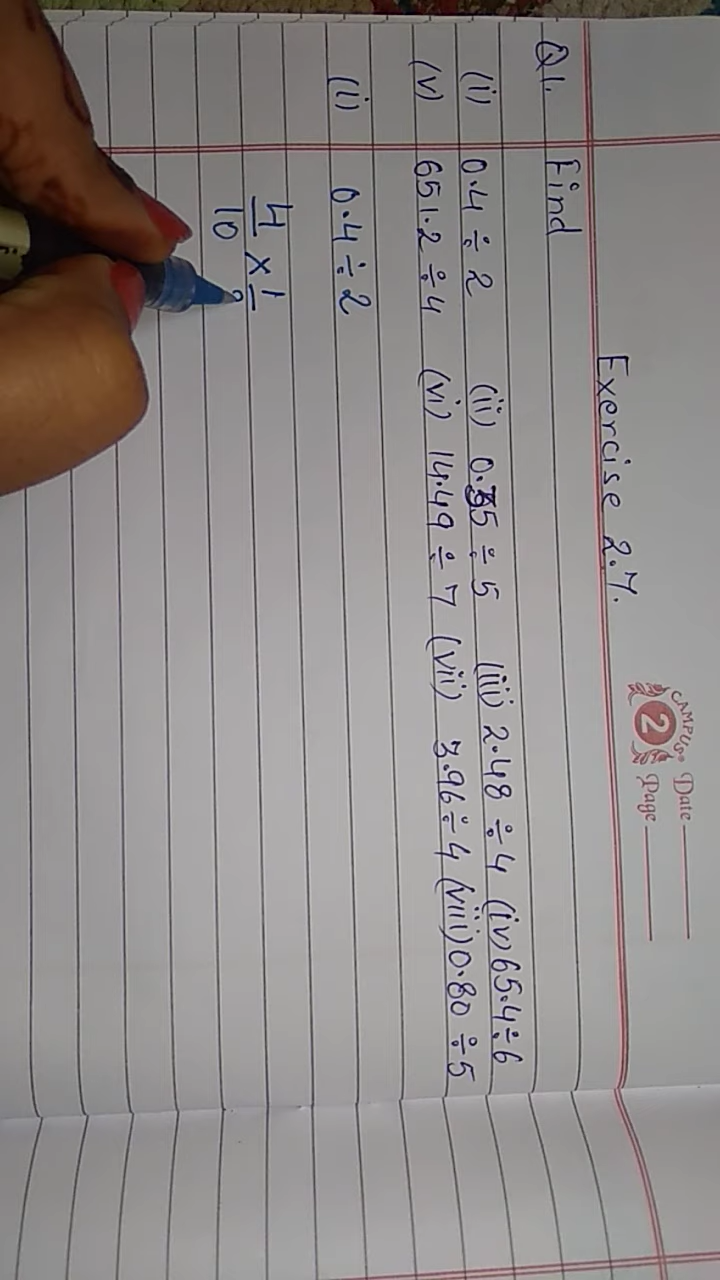 CAMPUS
2
Date
Page
Exercise 2.7.
Q1. Find
(i) 0.4 ÷ 2 (ii) 0.35 ÷ 5 (iii) 2.48 ÷ 4 (iv) 65.4 ÷ 6
(v) 651.2 ÷ 4 (vi) 14.49 ÷ 7 (vii) 3.96 ÷ 4 (viii) 0.80 ÷ 5
(i) 0.4 ÷ 2
4/10 × 1/